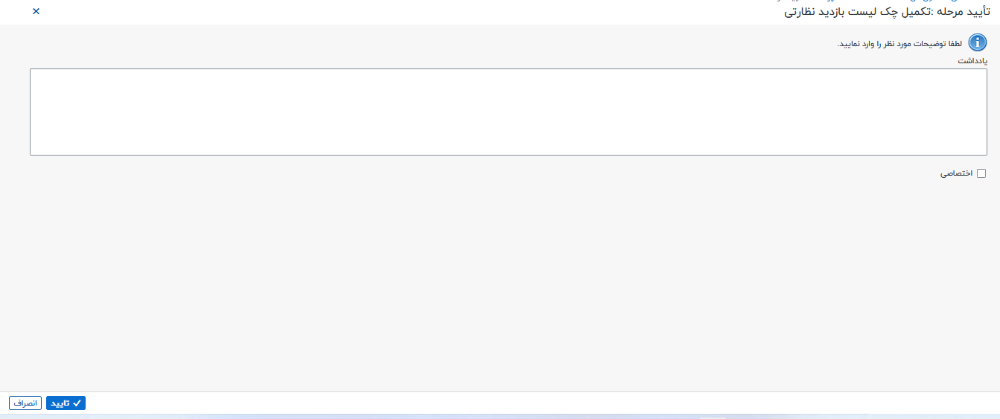 تأیید مرحله :تکمیل چک لیست بازدید نظارتی
لطفا توضیحات مورد نظر را وارد نمایید.
یادداشت
اختصاصی
تایید
انصراف